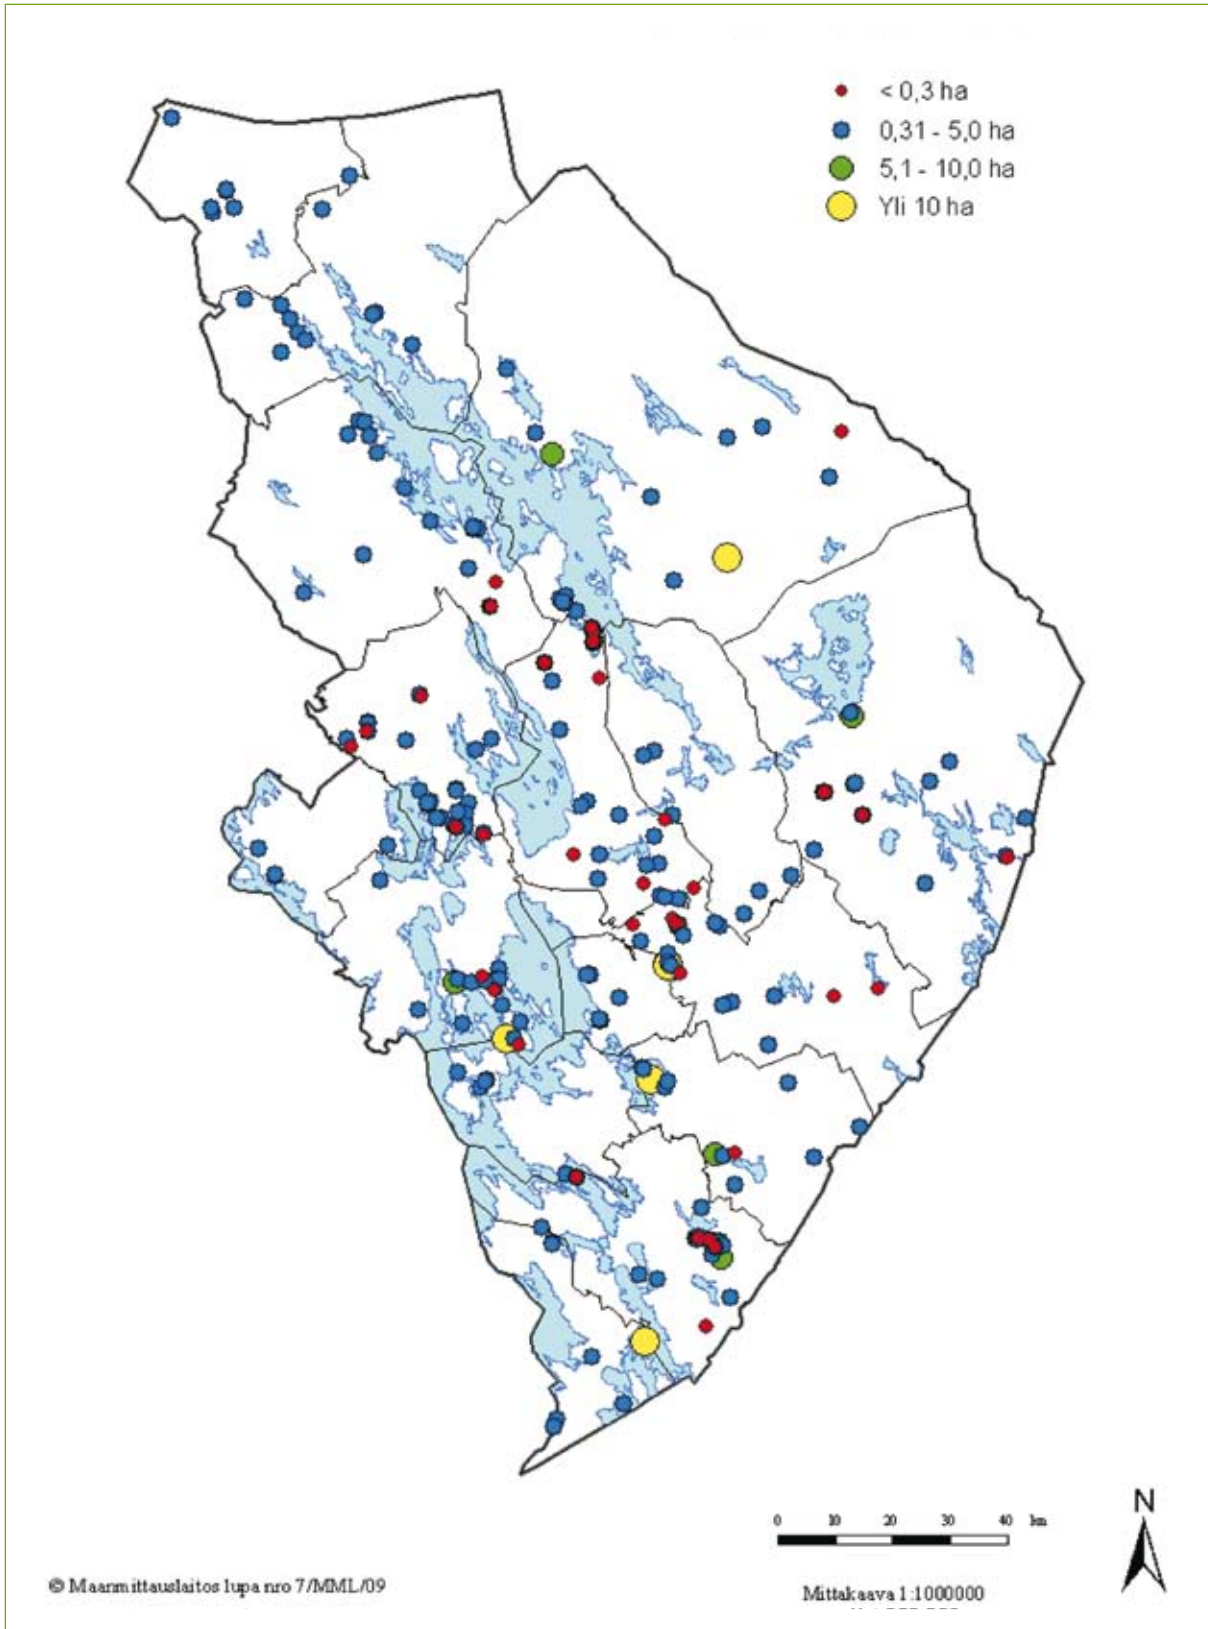 < 0,3 ha
0,31 - 5,0 ha
5,1 - 10,0 ha
Yli 10 ha
N
0 10 20 30 40 km
© Maanmittauslaitos lupa nro 7/MML/09
Mittakaava 1:1000000